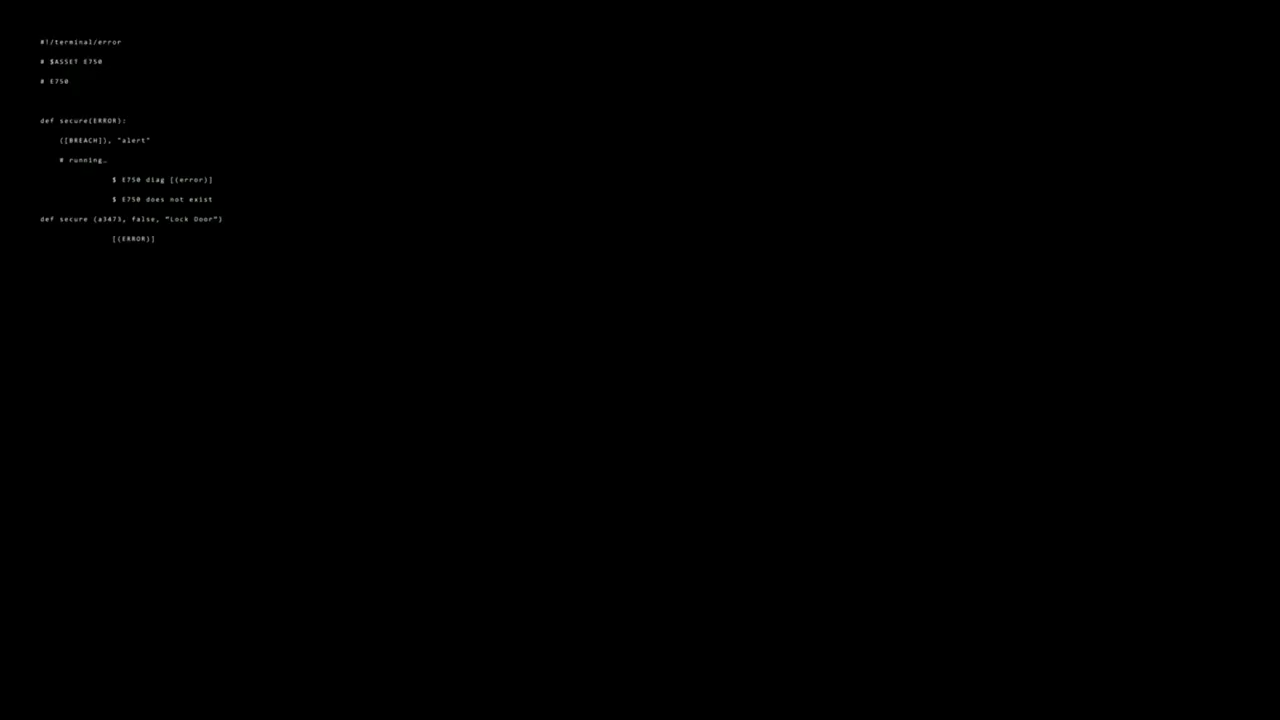 #!/terminal/error
# $ASSET E750
# E750
def secure(ERROR):
([BREACH]), "alert"
# running…
$ E750 diag [(error)]
$ E750 does not exist
def secure (a3473, false, "Lock Door")
[(ERROR)]